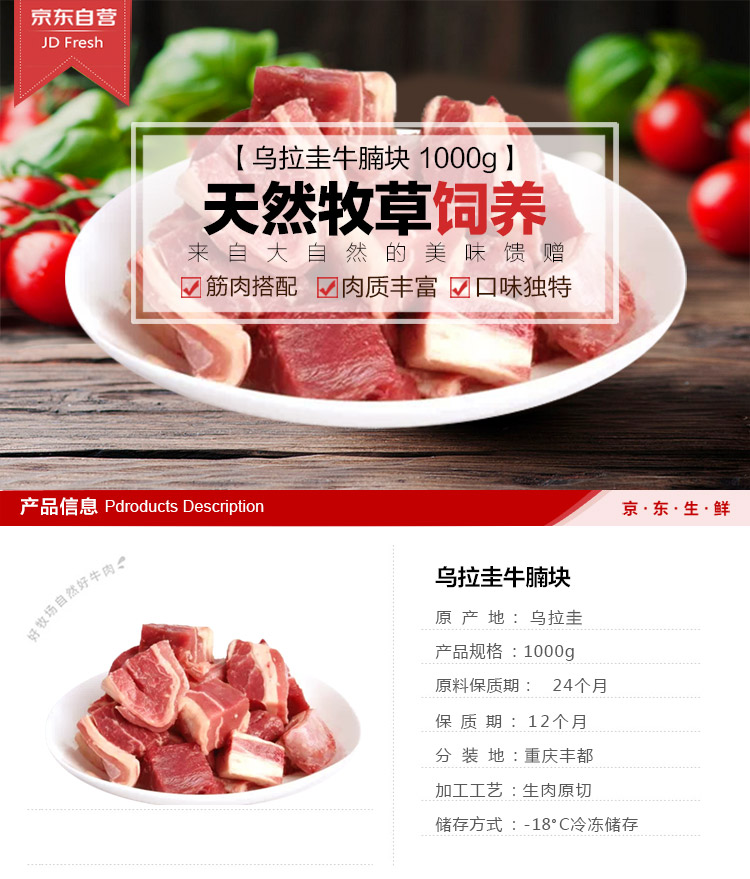 京东自营
JD Fresh
【 乌拉圭牛腩块 1000g 】
天然牧草饲养
来自大自然的美味馈赠
筋肉搭配 肉质丰富 口味独特
产品信息 Pdroducts Description
京·东·生·鲜
好牧场自然好牛肉
乌拉圭牛腩块
原产地：乌拉圭
产品规格：1000g
原料保质期： 24个月
保质期：12个月
分装地：重庆丰都
加工工艺：生肉原切
储存方式：-18°C冷冻储存